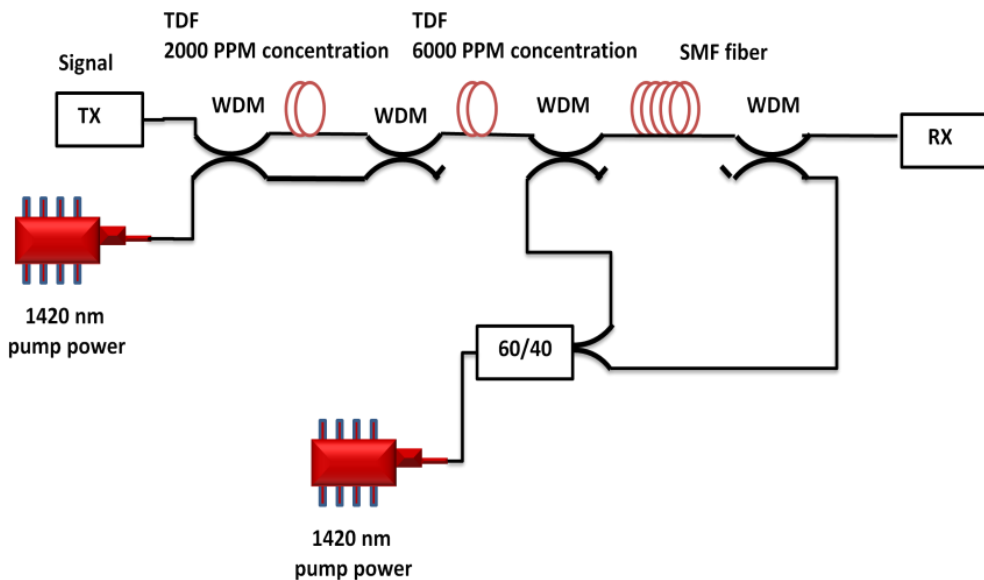 TDF
2000 PPM concentration
TDF
6000 PPM concentration
SMF fiber
Signal
TX
WDM
WDM
WDM
WDM
RX
1420 nm
pump power
60/40
1420 nm
pump power